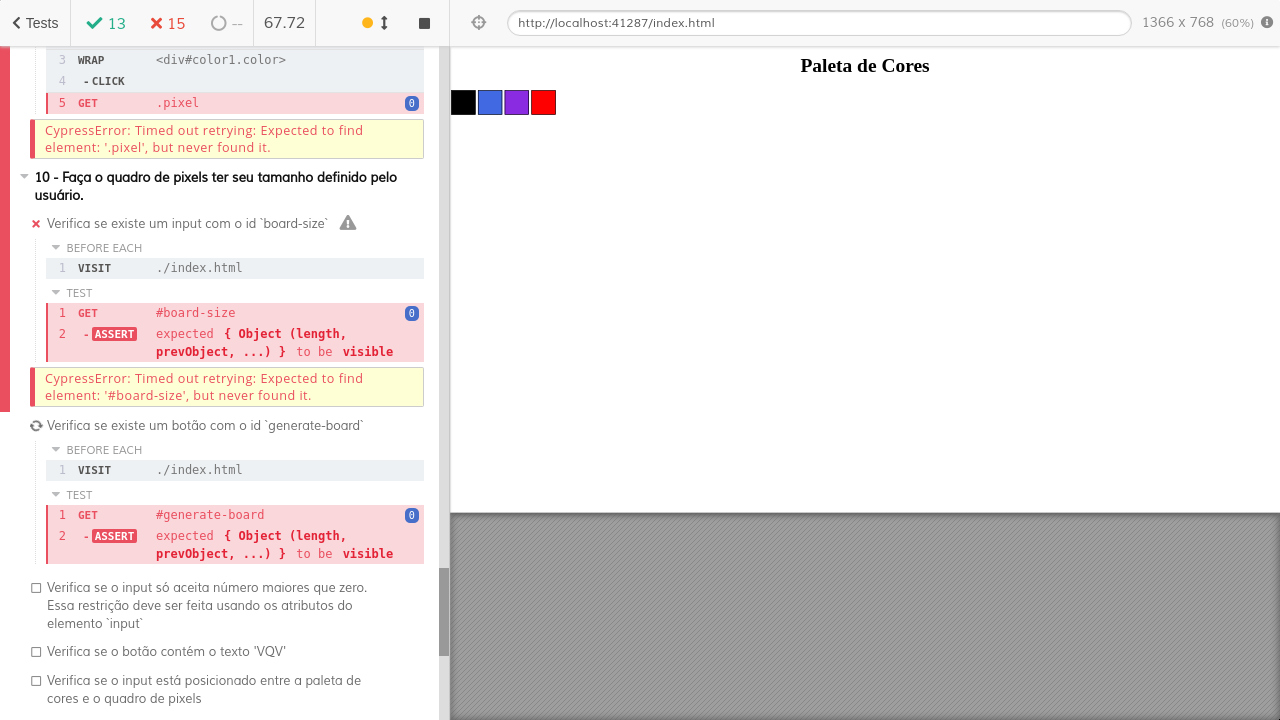 Tests
13
15
--
67.72
http://localhost:41287/index.html
1366 x 768 (60%)
3 WRAP <div#color1.color>
4 -CLICK
5 GET .pixel 0
CypressError: Timed out retrying: Expected to find
element: '.pixel', but never found it.
10 - Faça o quadro de pixels ter seu tamanho definido pelo
usuário.
Verifica se existe um input com o id `board-size`
BEFORE EACH
1 VISIT ./index.html
TEST
1 GET #board-size 0
2 -ASSERT expected { Object (length,
prevObject, ...) } to be visible
CypressError: Timed out retrying: Expected to find
element: '#board-size', but never found it.
Verifica se existe um botão com o id `generate-board`
BEFORE EACH
1 VISIT ./index.html
TEST
1 GET #generate-board 0
2 -ASSERT expected { Object (length,
prevObject, ...) } to be visible
Verifica se o input só aceita número maiores que zero.
Essa restrição deve ser feita usando os atributos do
elemento `input`
Verifica se o botão contém o texto 'VQV'
Verifica se o input está posicionado entre a paleta de
cores e o quadro de pixels
Paleta de Cores